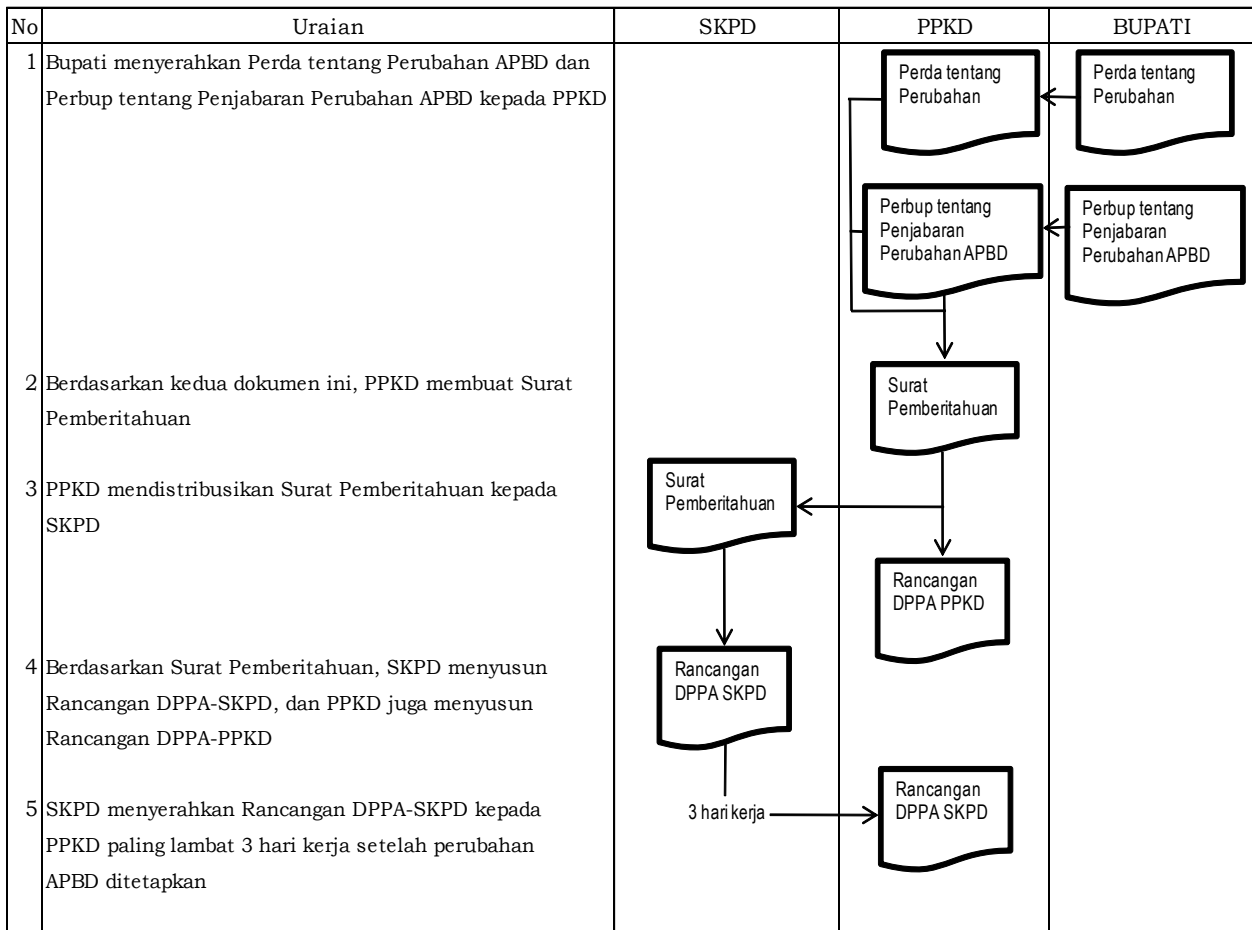 No Uraian SKPD PPKD BUPATI
1 Bupati menyerahkan Perda tentang Perubahan APBD dan
Perbup tentang Penjabaran Perubahan APBD kepada PPKD
Perda tentang
Perubahan
Perda tentang
Perubahan
Perbup tentang
Penjabaran
Perubahan APBD
Perbup tentang
Penjabaran
Perubahan APBD
2 Berdasarkan kedua dokumen ini, PPKD membuat Surat
Pemberitahuan
Surat
Pemberitahuan
3 PPKD mendistribusikan Surat Pemberitahuan kepada
SKPD
Surat
Pemberitahuan
Rancangan
DPPA PPKD
4 Berdasarkan Surat Pemberitahuan, SKPD menyusun
Rancangan DPPA-SKPD, dan PPKD juga menyusun
Rancangan DPPA-PPKD
Rancangan
DPPA SKPD
5 SKPD menyerahkan Rancangan DPPA-SKPD kepada
PPKD paling lambat 3 hari kerja setelah perubahan
APBD ditetapkan
3 hari kerja
Rancangan
DPPA SKPD